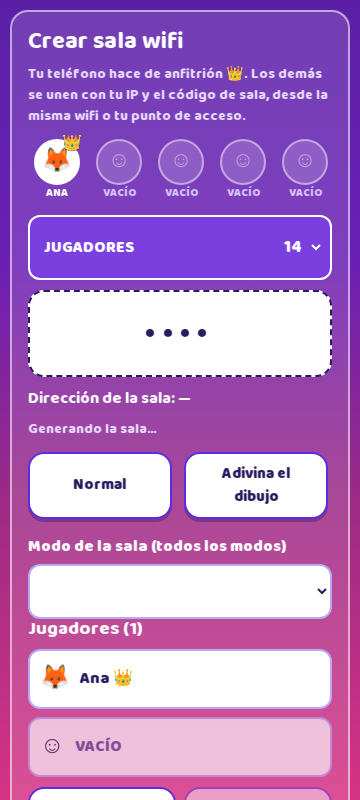 Crear sala wifi
Tu teléfono hace de anfitrión 👑. Los demás
se unen con tu IP y el código de sala, desde la
misma wifi o tu punto de acceso.
ANA VACÍO VACÍO VACÍO VACÍO
JUGADORES 14
• • • •
Dirección de la sala: —
Generando la sala...
Normal
Adivina el
dibujo
Modo de la sala (todos los modos)
Jugadores (1)
Ana 👑
VACÍO